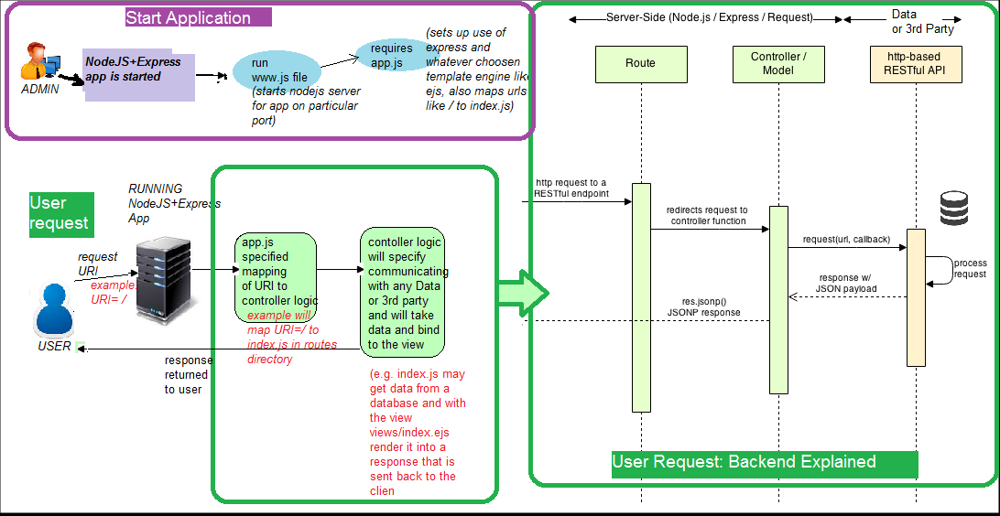 Start Application
ADMIN
NodeJS+Express
app is started
run
www.js file
(starts nodejs server
for app on particular
port)
requires
app.js
(sets up use of
express and
whatever choosen
template engine like
ejs, also maps urls
like / to index.js)
User
request
RUNNING
NodeJS+Express
App
request
URI
example:
URI= /
USER
app.js
specified
mapping
of URI to
controller logic
example will
map URI=/ to
index.js in routes
directory
contoller logic
will specify
communicating
with any Data
or 3rd party
and will take
data and bind
to the view
response
returned
to user
(e.g. index.js may
get data from a
database and with
the view
views/index.ejs
render it into a
response that is
sent back to the
clien
Server-Side (Node.js / Express / Request)
Data
or 3rd Party
Route
Controller /
Model
http-based
RESTful API
http request to a
RESTful endpoint
redirects request to
controller function
request(url, callback)
process
request
response w/
JSON payload
res.jsonp()
JSONP response
User Request: Backend Explained